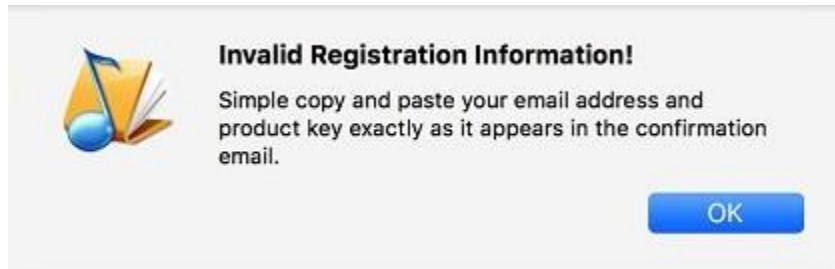 Invalid Registration Information!
Simple copy and paste your email address and
product key exactly as it appears in the confirmation
email.
OK